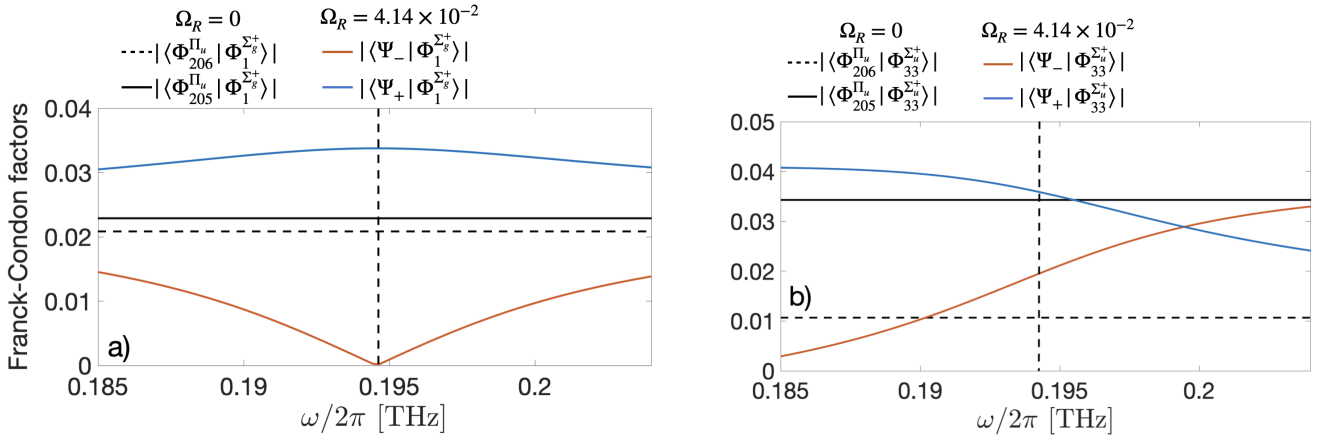 Ω_R = 0 Ω_R = 4.14 × 10⁻²
|⟨Φ_206^{Π_u}|Φ_1^{Σ_g^+}⟩| |⟨Ψ_−|Φ_1^{Σ_g^+}⟩|
|⟨Φ_205^{Π_u}|Φ_1^{Σ_g^+}⟩| |⟨Ψ_+|Φ_1^{Σ_g^+}⟩|
Franck-Condon factors
0.04
0.03
0.02
0.01
0
a)
0.185 0.19 0.195 0.2
ω/2π [THz]
Ω_R = 0 Ω_R = 4.14 × 10⁻²
|⟨Φ_206^{Π_u}|Φ_33^{Σ_u^+}⟩| |⟨Ψ_−|Φ_33^{Σ_u^+}⟩|
|⟨Φ_205^{Π_u}|Φ_33^{Σ_u^+}⟩| |⟨Ψ_+|Φ_33^{Σ_u^+}⟩|
0.05
0.04
0.03
0.02
0.01
0
b)
0.185 0.19 0.195 0.2
ω/2π [THz]